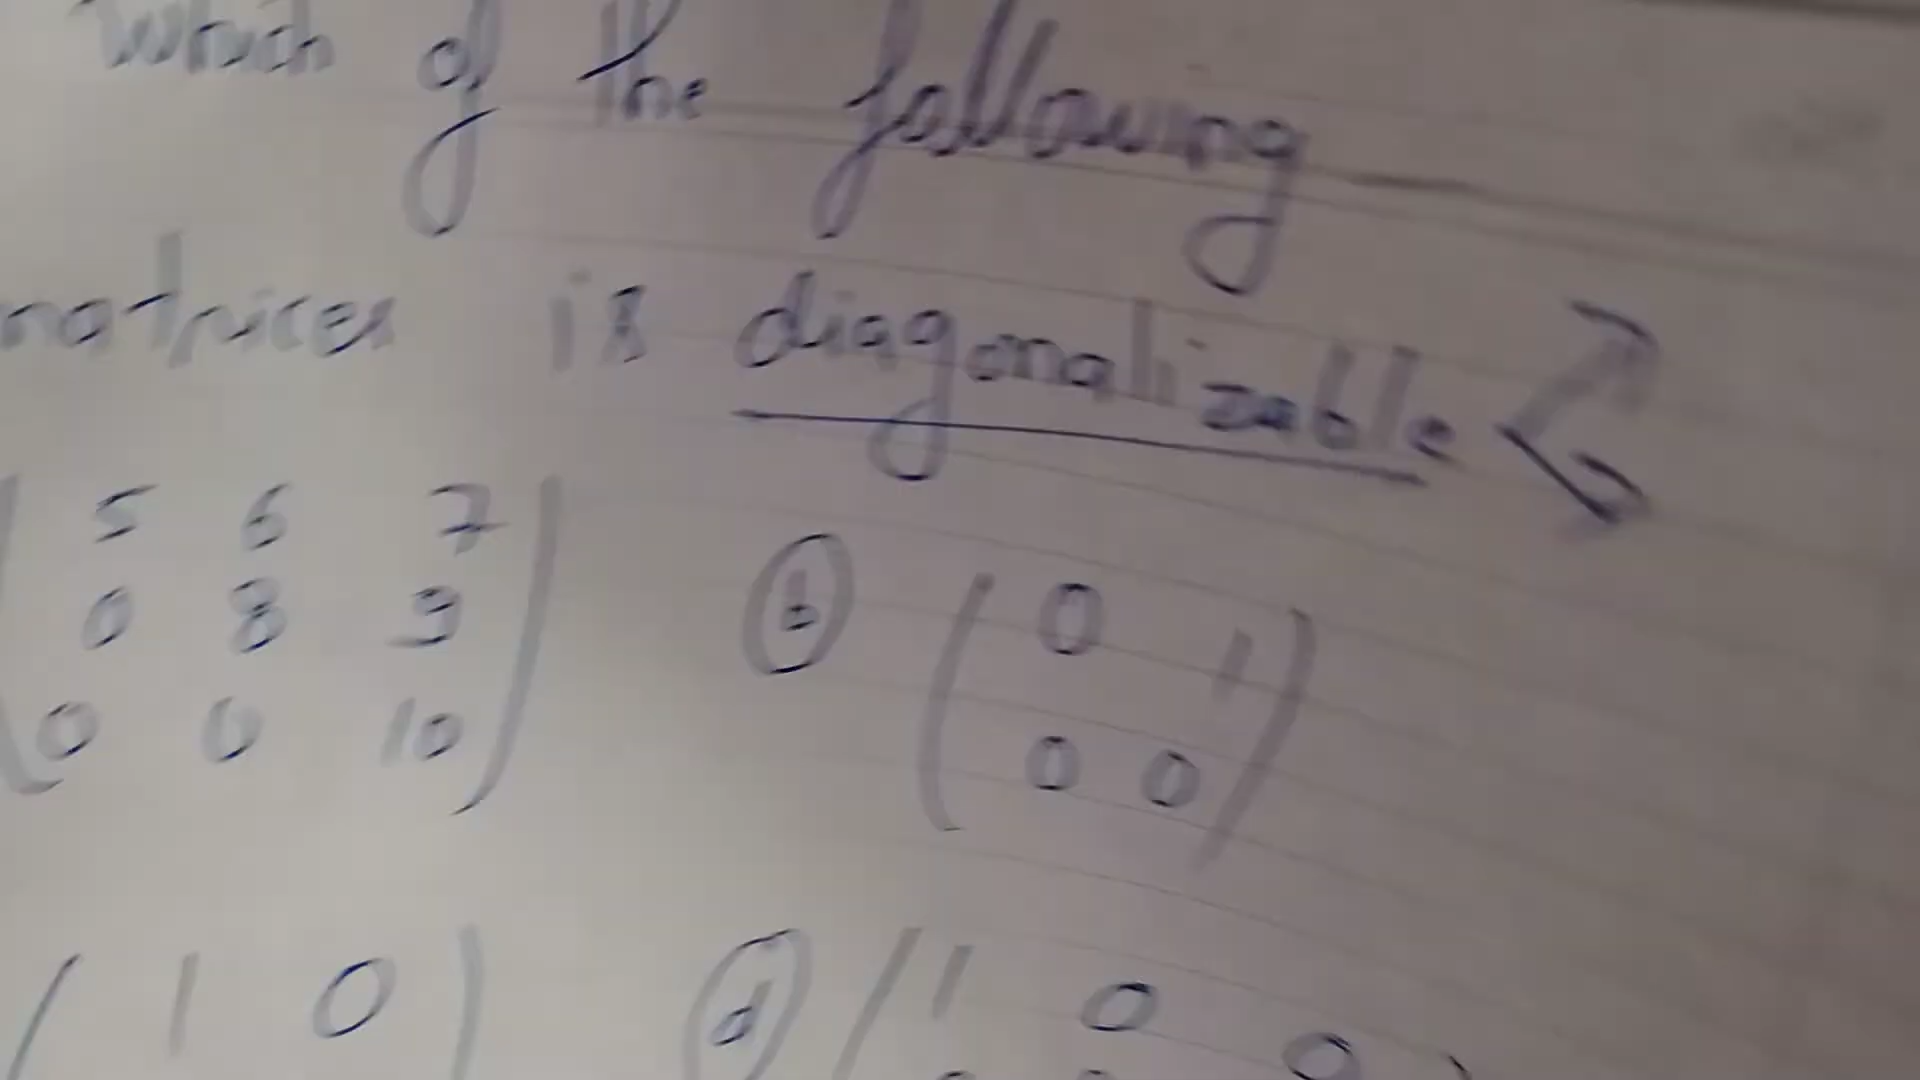 Which of the following
matrices is diagonalizable
5 6 7
0 8 9
0 0 10
b
0 1
0 0
1 0
d
1 0 0